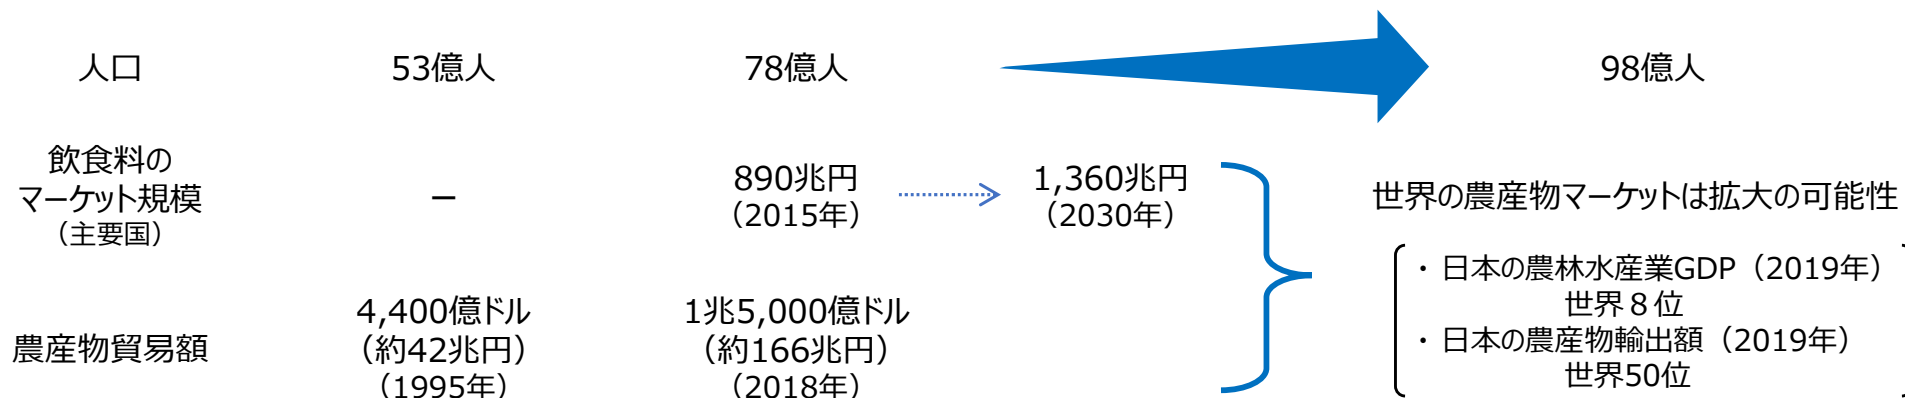 人口
53億人
78億人
98億人
飲食料の
マーケット規模
（主要国）
－
890兆円
（2015年）
1,360兆円
（2030年）
世界の農産物マーケットは拡大の可能性
農産物貿易額
4,400億ドル
（約42兆円）
（1995年）
1兆5,000億ドル
（約166兆円）
（2018年）
・日本の農林水産業GDP（2019年）
世界８位
・日本の農産物輸出額（2019年）
世界50位